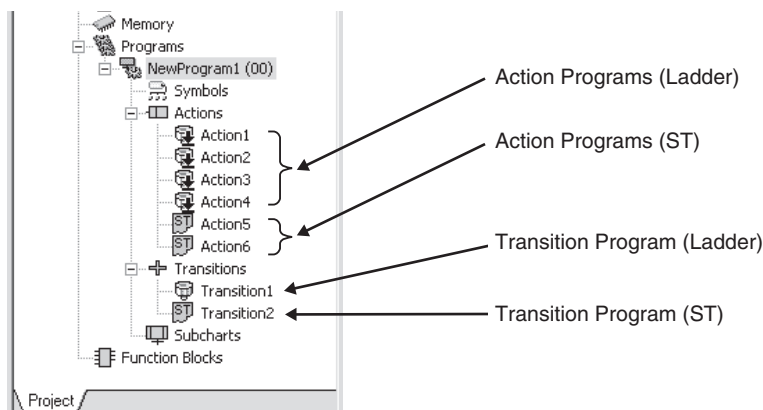 Memory
Programs
NewProgram1 (00)
Symbols
Actions
Action1
Action2
Action3
Action4
ST Action5
ST Action6
Transitions
Transition1
ST Transition2
Subcharts
Function Blocks
Project
Action Programs (Ladder)
Action Programs (ST)
Transition Program (Ladder)
Transition Program (ST)